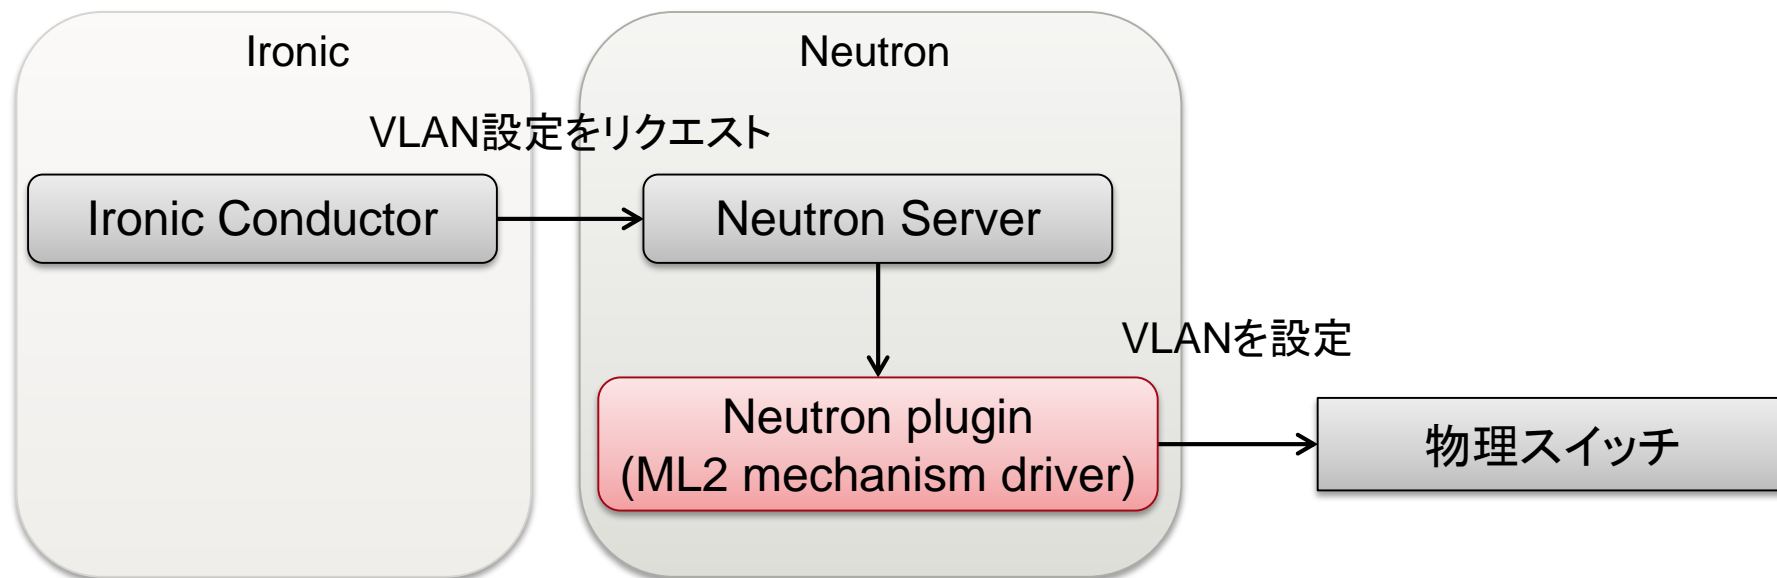 Ironic
Neutron
VLAN設定をリクエスト
Ironic Conductor
Neutron Server
VLANを設定
Neutron plugin
(ML2 mechanism driver)
物理スイッチ